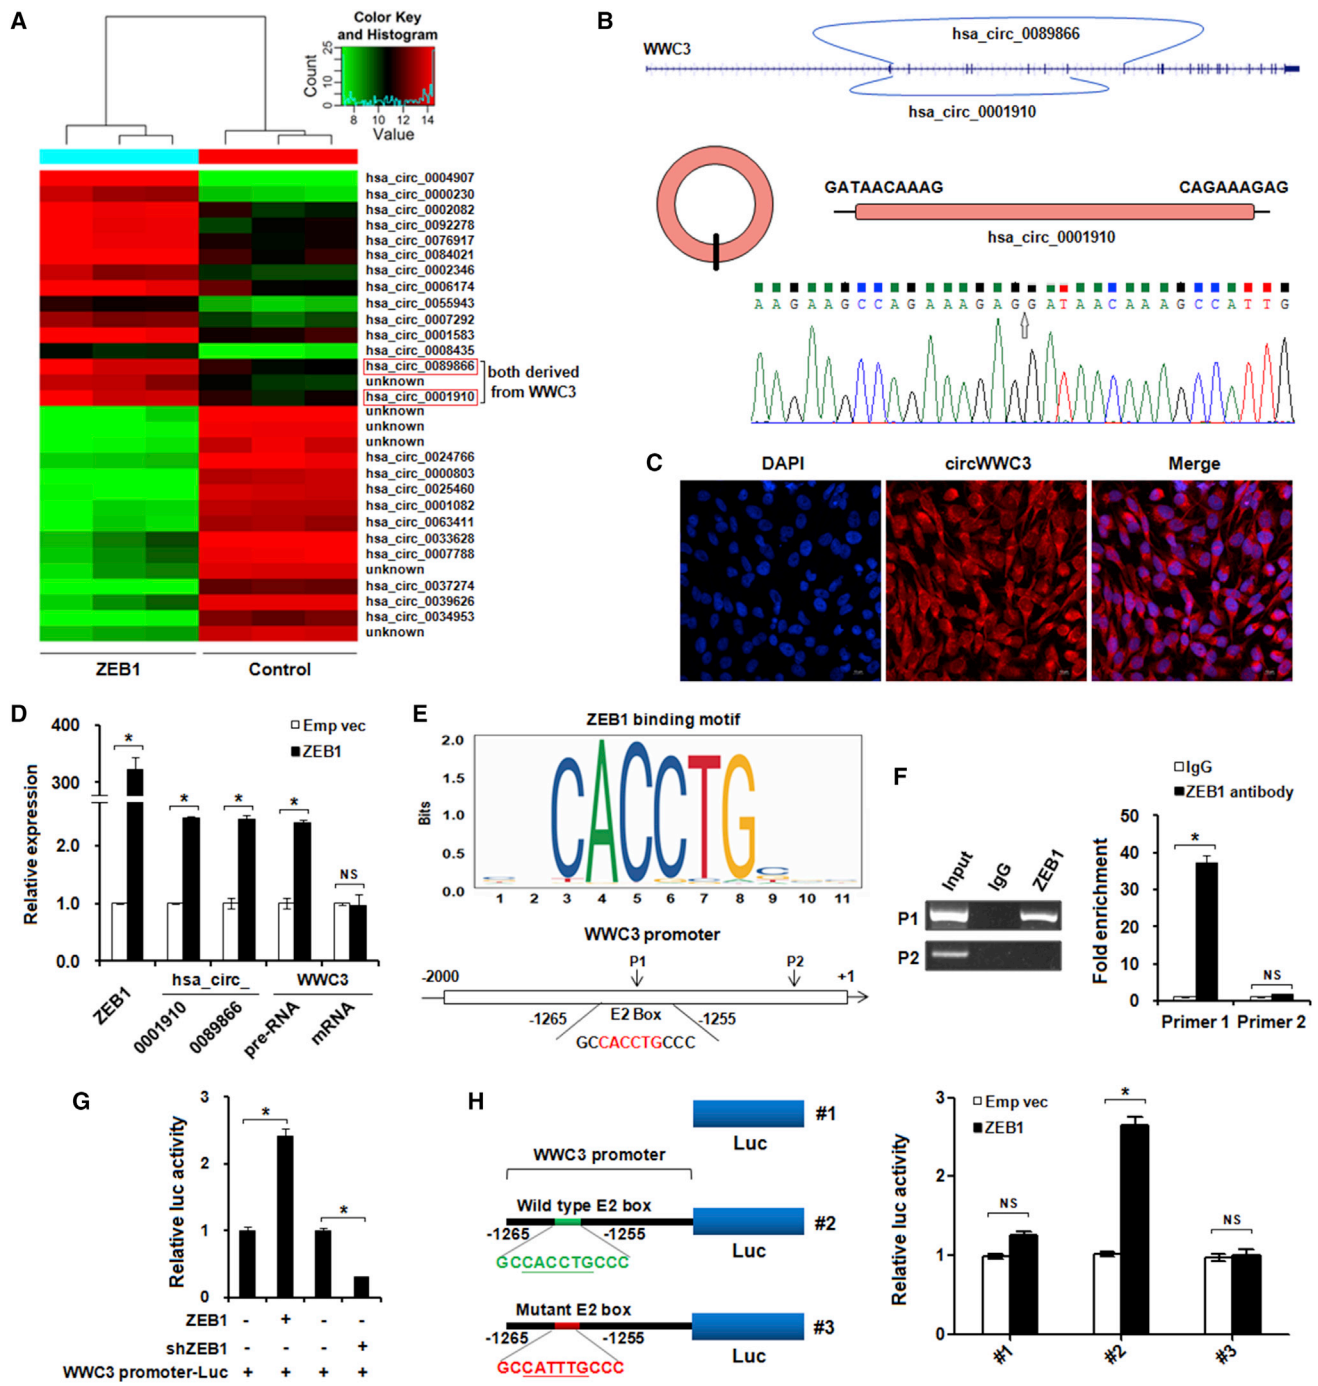 A
Color Key
and Histogram
Count
0 10 25
8 10 12 14
Value
hsa_circ_0004907
hsa_circ_0000230
hsa_circ_0002082
hsa_circ_0092278
hsa_circ_0076917
hsa_circ_0084021
hsa_circ_0002346
hsa_circ_0006174
hsa_circ_0055943
hsa_circ_0007292
hsa_circ_0001583
hsa_circ_0008435
hsa_circ_0089866
unknown
hsa_circ_0001910
both derived
from WWC3
unknown
unknown
unknown
hsa_circ_0024766
hsa_circ_0000803
hsa_circ_0025460
hsa_circ_0001082
hsa_circ_0063411
hsa_circ_0033628
hsa_circ_0007788
unknown
hsa_circ_0037274
hsa_circ_0039626
hsa_circ_0034953
unknown
ZEB1 Control
B
hsa_circ_0089866
WWC3
hsa_circ_0001910
GATAACAAAG CAGAAAGAG
hsa_circ_0001910
A A G A A G C C A G A A A G A G G A T A A C A A A G C C A T T G
C
DAPI circWWC3 Merge
D
Relative expression
400
300
2.0
1.0
0.0
Emp vec
ZEB1
* * * * NS
ZEB1
0001910
0089866
pre-RNA
mRNA
hsa_circ_ WWC3
E
ZEB1 binding motif
Bits
2.0
1.5
1.0
0.5
0.0
CACCTG
1 2 3 4 5 6 7 8 9 10 11
WWC3 promoter
-2000 P1 P2 +1
-1265 E2 Box -1255
GCCACCTGCCC
F
Input IgG ZEB1
P1
P2
IgG
ZEB1 antibody
Fold enrichment
50
40
30
20
10
0
* NS
Primer 1 Primer 2
G
Relative luc activity
3
2
1
0
* *
ZEB1 - + - -
shZEB1 - - - +
WWC3 promoter-Luc + + + +
H
#1
Luc
WWC3 promoter
Wild type E2 box
#2
-1265 -1255
Luc
GCCACCTGCCC
Mutant E2 box
#3
-1265 -1255
Luc
GCCATTTGCCC
Relative luc activity
3
2
1
0
Emp vec
ZEB1
NS * NS
#1 #2 #3